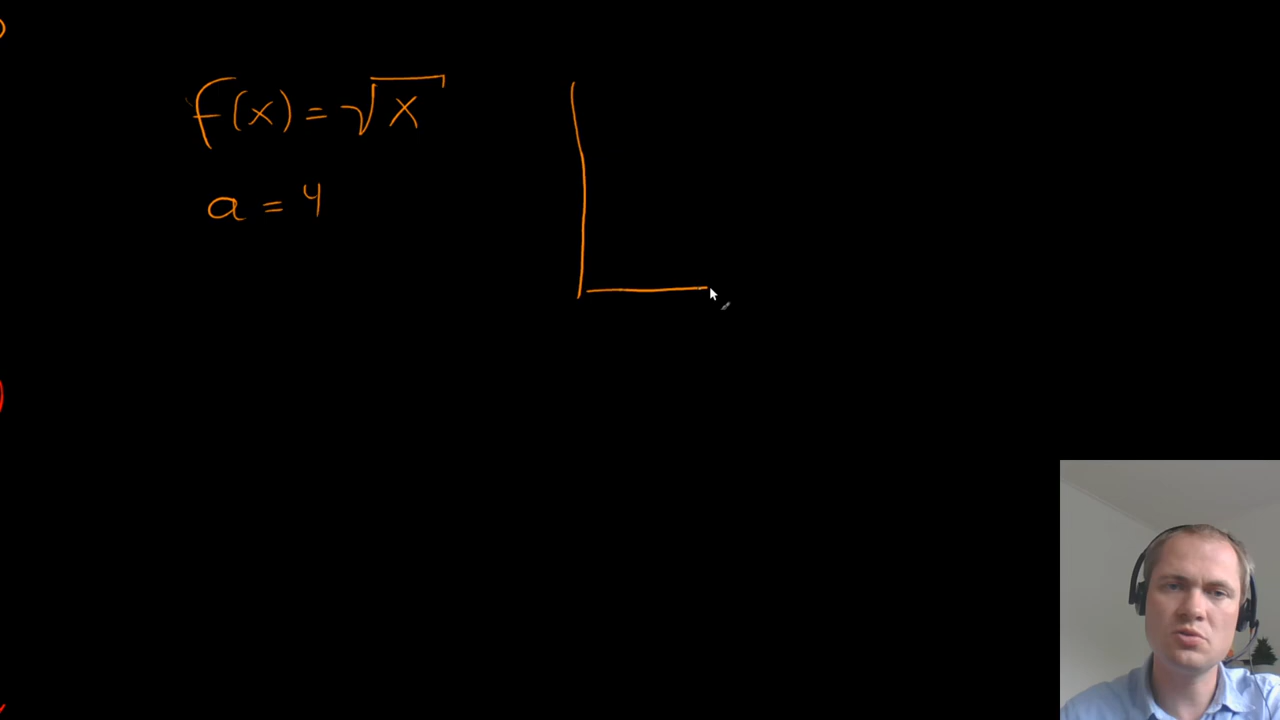 f(x) = √x
a = 4